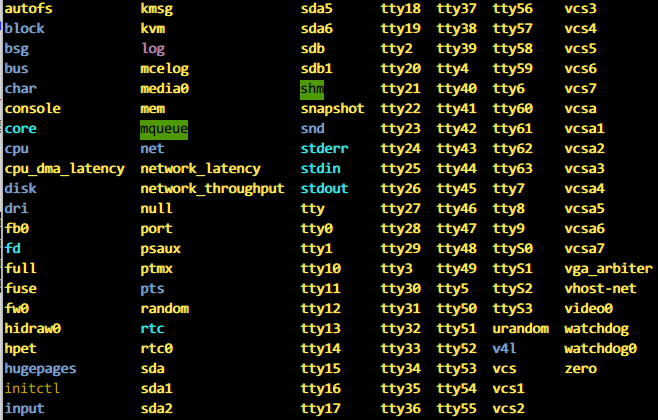 autofs kmsg sda5 tty18 tty37 tty56 vcs3
block kvm sda6 tty19 tty38 tty57 vcs4
bsg log sdb tty2 tty39 tty58 vcs5
bus mcelog sdb1 tty20 tty4 tty59 vcs6
char media0 shm tty21 tty40 tty6 vcs7
console mem snapshot tty22 tty41 tty60 vcsa
core mqueue snd tty23 tty42 tty61 vcsa1
cpu net stderr tty24 tty43 tty62 vcsa2
cpu_dma_latency network_latency stdin tty25 tty44 tty63 vcsa3
disk network_throughput stdout tty26 tty45 tty7 vcsa4
dri null tty tty27 tty46 tty8 vcsa5
fb0 port tty0 tty28 tty47 tty9 vcsa6
fd psaux tty1 tty29 tty48 ttyS0 vcsa7
full ptmx tty10 tty3 tty49 ttyS1 vga_arbiter
fuse pts tty11 tty30 tty5 ttyS2 vhost-net
fw0 random tty12 tty31 tty50 ttyS3 video0
hidraw0 rtc tty13 tty32 tty51 urandom watchdog
hpet rtc0 tty14 tty33 tty52 v4l watchdog0
hugepages sda tty15 tty34 tty53 vcs zero
initctl sda1 tty16 tty35 tty54 vcs1
input sda2 tty17 tty36 tty55 vcs2